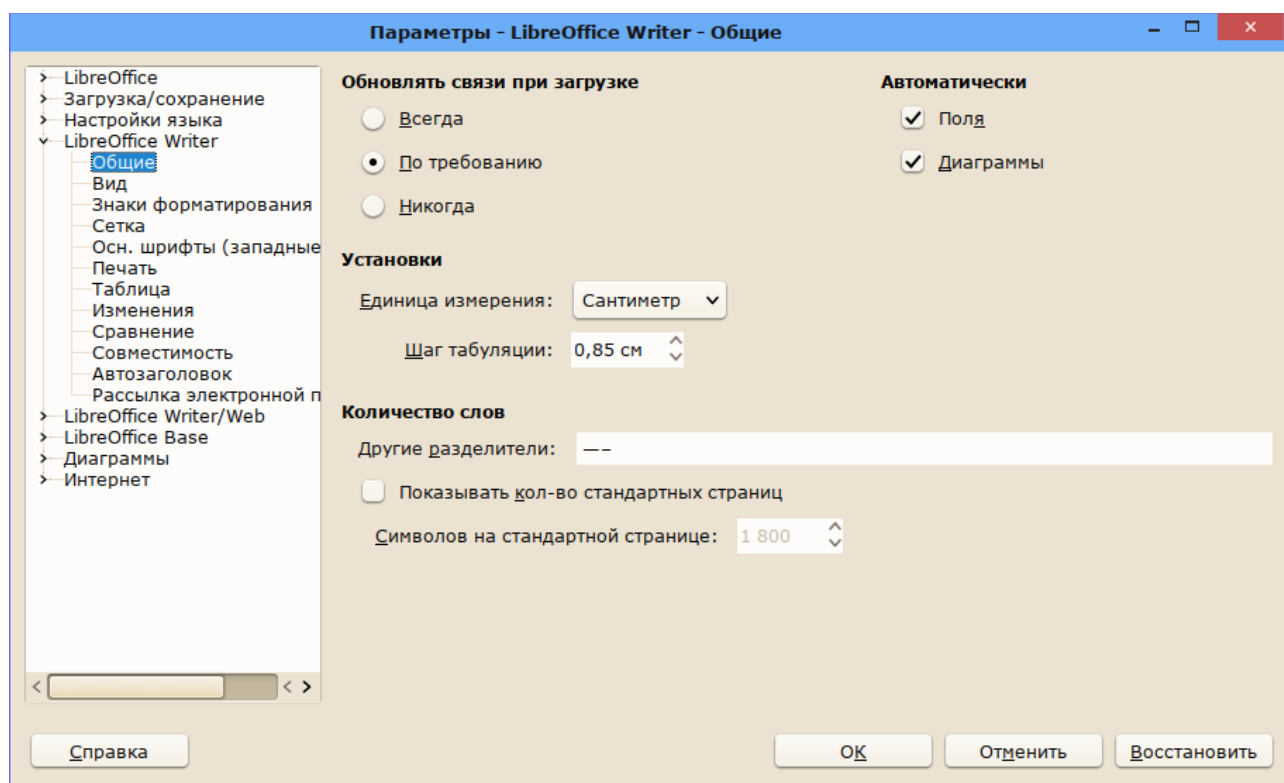 Параметры - LibreOffice Writer - Общие
LibreOffice
Загрузка/сохранение
Настройки языка
LibreOffice Writer
Общие
Вид
Знаки форматирования
Сетка
Осн. шрифты (западные
Печать
Таблица
Изменения
Сравнение
Совместимость
Автозаголовок
Рассылка электронной п
LibreOffice Writer/Web
LibreOffice Base
Диаграммы
Интернет
Обновлять связи при загрузке
Всегда
По требованию
Никогда
Автоматически
Поля
Диаграммы
Установки
Единица измерения: Сантиметр
Шаг табуляции: 0,85 см
Количество слов
Другие разделители: —–
Показывать кол-во стандартных страниц
Символов на стандартной странице: 1 800
Справка
OK
Отменить
Восстановить